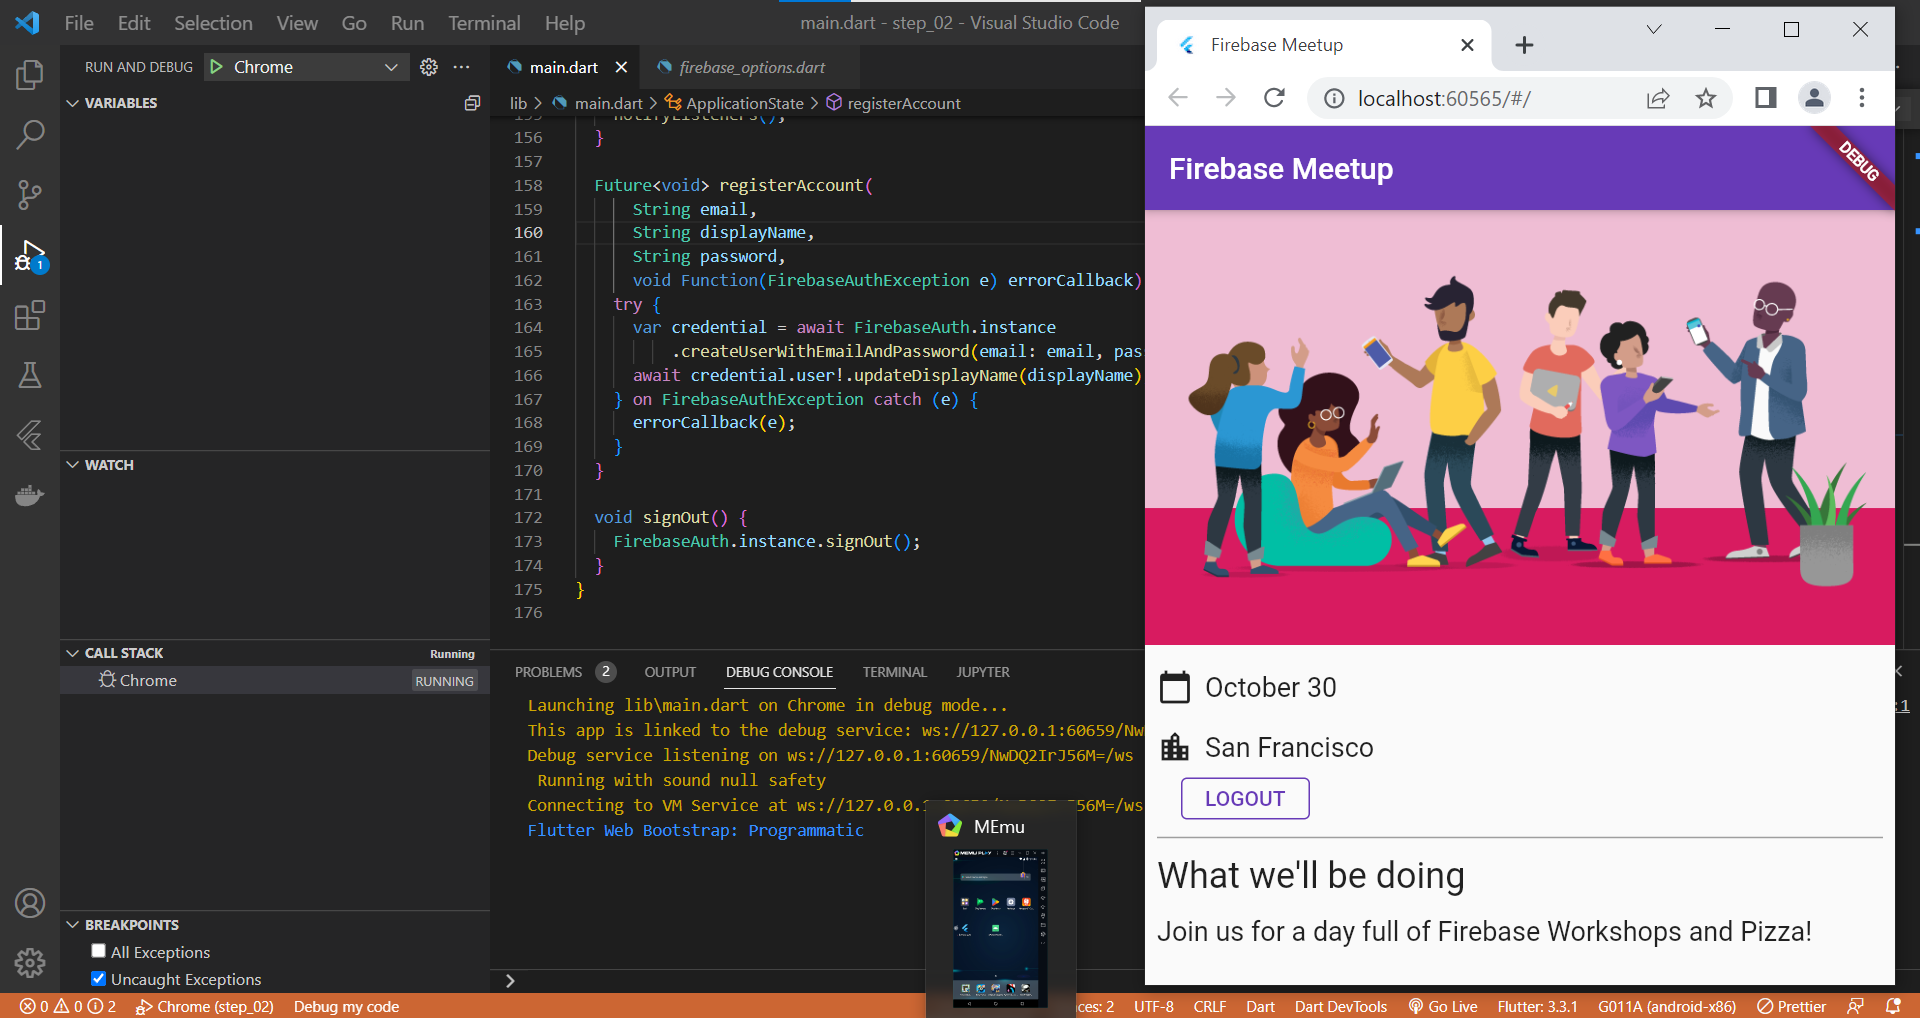 File Edit Selection View Go Run Terminal Help
main.dart - step_02 - Visual Studio Code
RUN AND DEBUG Chrome
VARIABLES
WATCH
CALL STACK Running
Chrome RUNNING
BREAKPOINTS
All Exceptions
Uncaught Exceptions
1
main.dart firebase_options.dart
lib > main.dart > ApplicationState > registerAccount
notifyListeners();
156 }
157
158 Future<void> registerAccount(
159 String email,
160 String displayName,
161 String password,
162 void Function(FirebaseAuthException e) errorCallback)
163 try {
164 var credential = await FirebaseAuth.instance
165 .createUserWithEmailAndPassword(email: email, pas
166 await credential.user!.updateDisplayName(displayName)
167 } on FirebaseAuthException catch (e) {
168 errorCallback(e);
169 }
170 }
171
172 void signOut() {
173 FirebaseAuth.instance.signOut();
174 }
175 }
176
PROBLEMS 2 OUTPUT DEBUG CONSOLE TERMINAL JUPYTER
Launching lib\main.dart on Chrome in debug mode...
This app is linked to the debug service: ws://127.0.0.1:60659/Nw
Debug service listening on ws://127.0.0.1:60659/NwDQ2IrJ56M=/ws
Running with sound null safety
Connecting to VM Service at ws://127.0.0.1 56M=/ws
Flutter Web Bootstrap: Programmatic
:1
MEmu
Firebase Meetup
localhost:60565/#/
Firebase Meetup
DEBUG
October 30
San Francisco
LOGOUT
What we'll be doing
Join us for a day full of Firebase Workshops and Pizza!
0 0 2 Chrome (step_02) Debug my code ces: 2 UTF-8 CRLF Dart Dart DevTools Go Live Flutter: 3.3.1 G011A (android-x86) Prettier